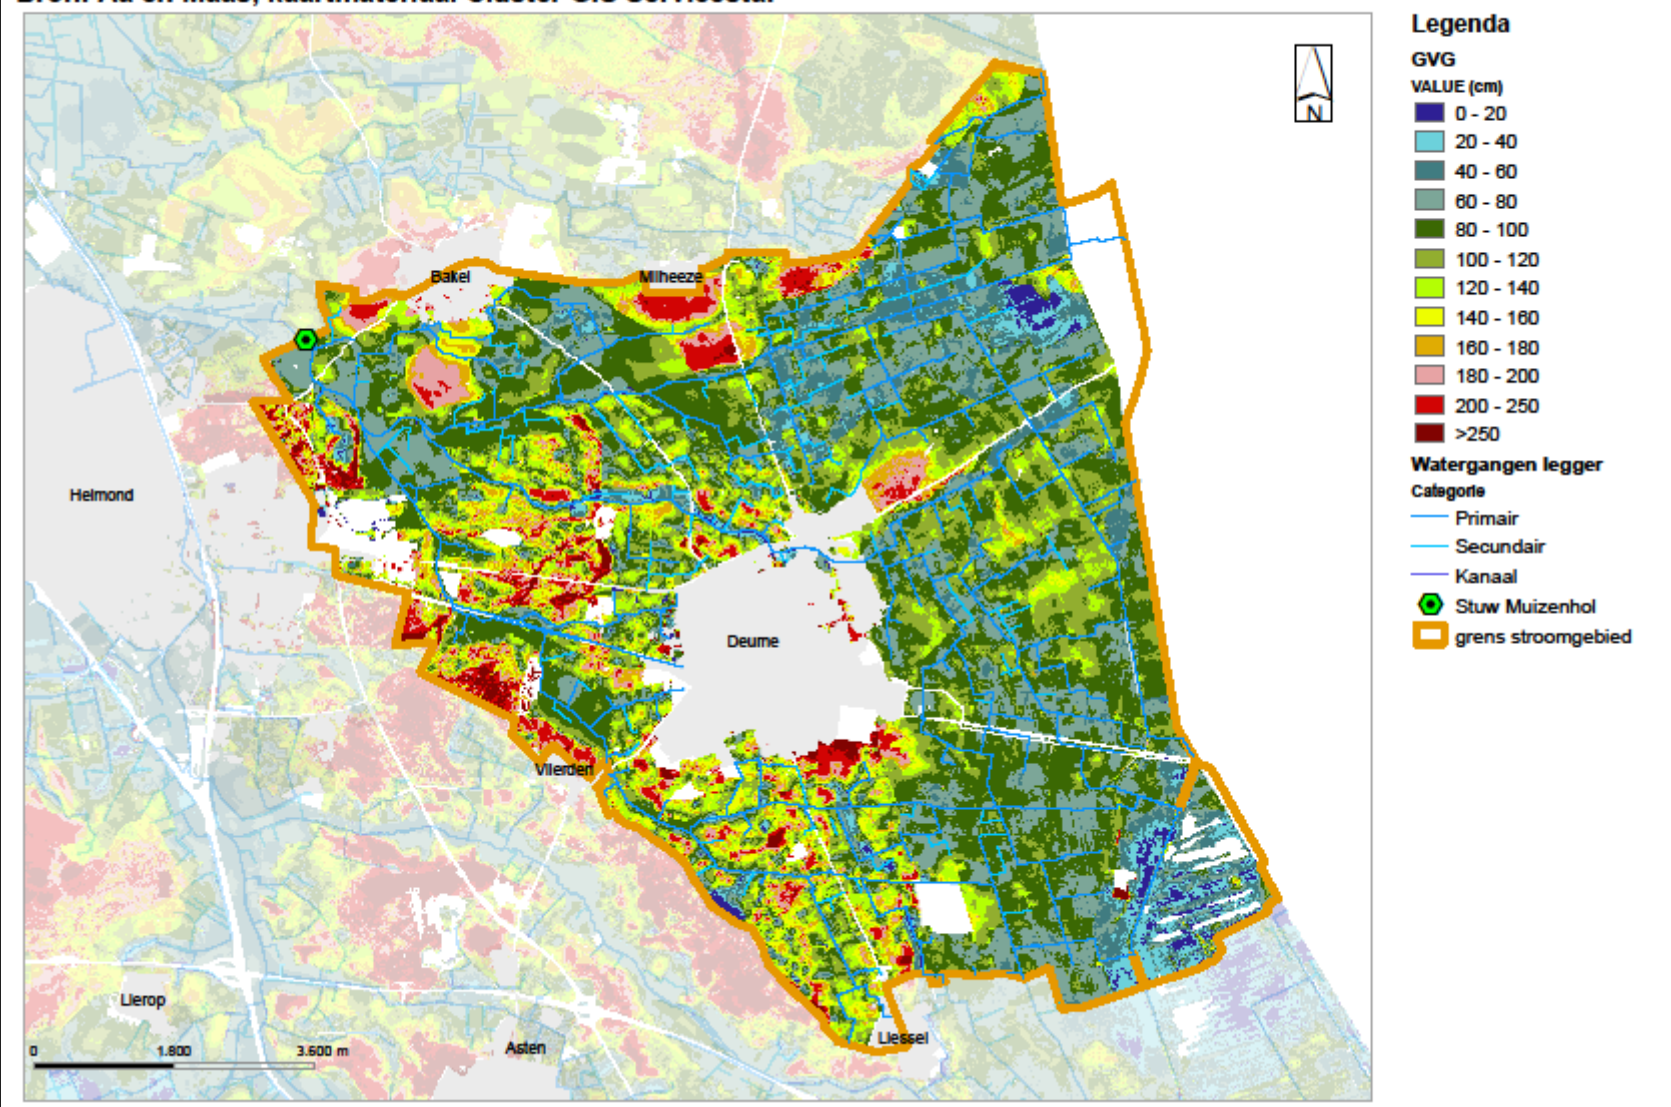 Legenda
GVG
VALUE (cm)
0 - 20
20 - 40
40 - 60
60 - 80
80 - 100
100 - 120
120 - 140
140 - 160
160 - 180
180 - 200
200 - 250
>250
Watergangen legger
Categorie
Primair
Secundair
Kanaal
Stuw Muizenhol
grens stroomgebied
N
Bakel
Milheeze
Helmond
Deurne
Vlierden
Lierop
Asten
Liessel
0 1.800 3.600 m